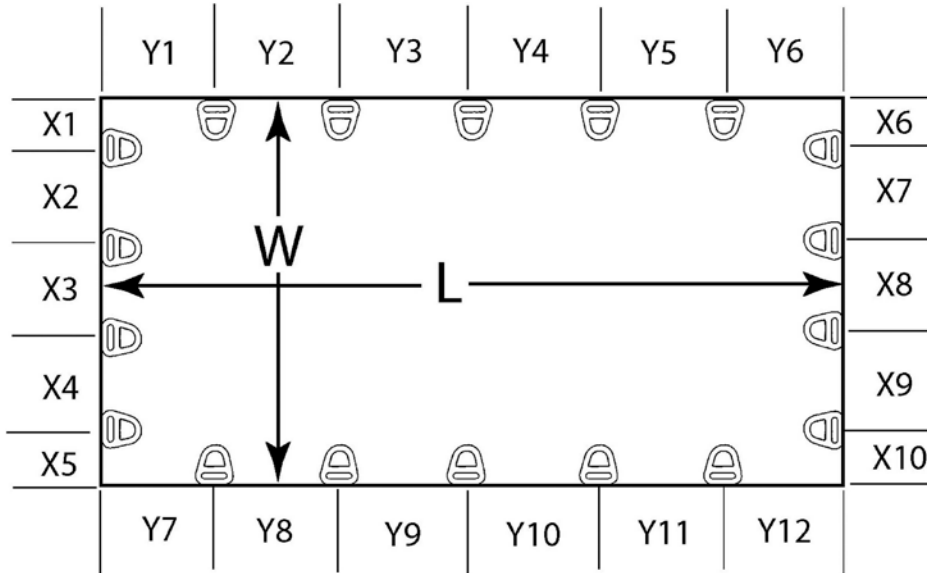 Y1 Y2 Y3 Y4 Y5 Y6
X1 X6
X2 X7
W
X3 L X8
X4 X9
X5 X10
Y7 Y8 Y9 Y10 Y11 Y12